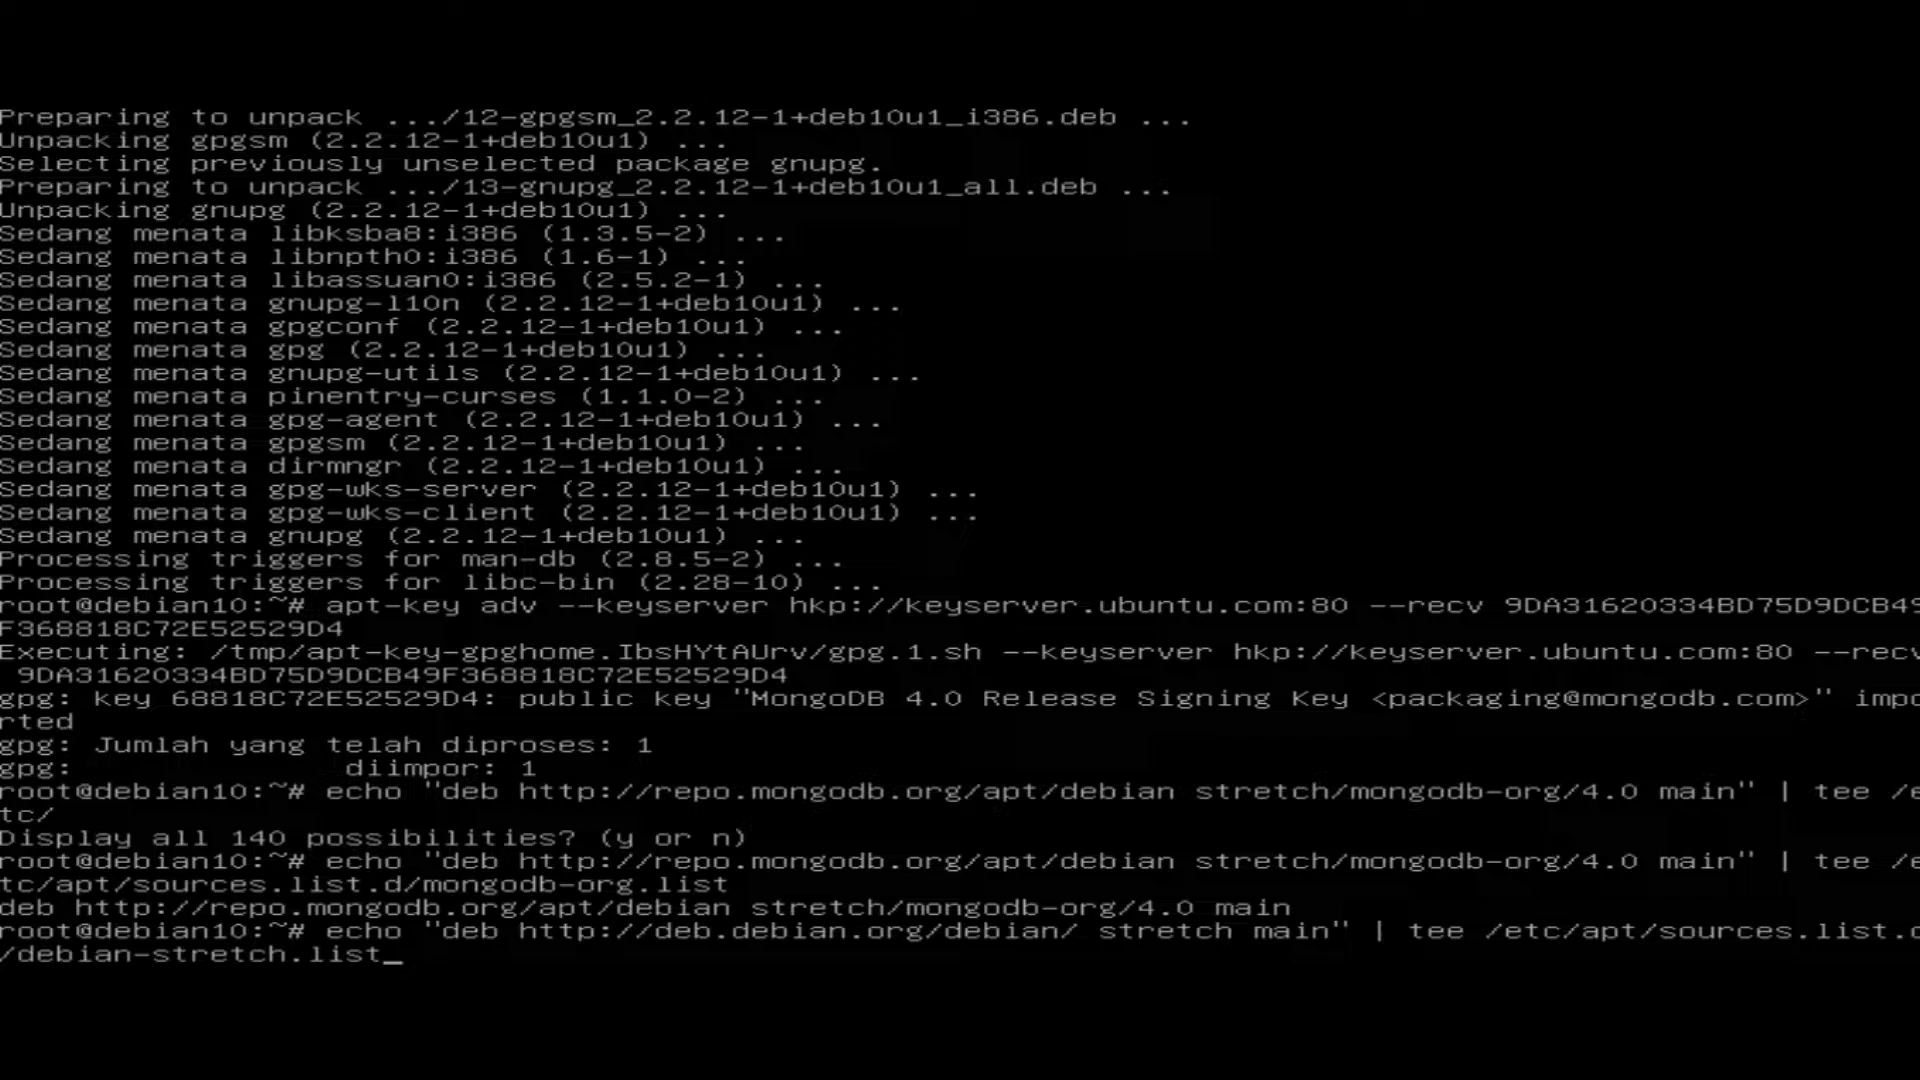 Preparing to unpack .../12-gpgsm_2.2.12-1+deb10u1_i386.deb ...
Unpacking gpgsm (2.2.12-1+deb10u1) ...
Selecting previously unselected package gnupg.
Preparing to unpack .../13-gnupg_2.2.12-1+deb10u1_all.deb ...
Unpacking gnupg (2.2.12-1+deb10u1) ...
Sedang menata libksba8:i386 (1.3.5-2) ...
Sedang menata libnpth0:i386 (1.6-1) ...
Sedang menata libassuan0:i386 (2.5.2-1) ...
Sedang menata gnupg-l10n (2.2.12-1+deb10u1) ...
Sedang menata gpgconf (2.2.12-1+deb10u1) ...
Sedang menata gpg (2.2.12-1+deb10u1) ...
Sedang menata gnupg-utils (2.2.12-1+deb10u1) ...
Sedang menata pinentry-curses (1.1.0-2) ...
Sedang menata gpg-agent (2.2.12-1+deb10u1) ...
Sedang menata gpgsm (2.2.12-1+deb10u1) ...
Sedang menata dirmngr (2.2.12-1+deb10u1) ...
Sedang menata gpg-wks-server (2.2.12-1+deb10u1) ...
Sedang menata gpg-wks-client (2.2.12-1+deb10u1) ...
Sedang menata gnupg (2.2.12-1+deb10u1) ...
Processing triggers for man-db (2.8.5-2) ...
Processing triggers for libc-bin (2.28-10) ...
root@debian10:~# apt-key adv --keyserver hkp://keyserver.ubuntu.com:80 --recv 9DA31620334BD75D9DCB49
F368818C72E52529D4
Executing: /tmp/apt-key-gpghome.IbsHYtAUrv/gpg.1.sh --keyserver hkp://keyserver.ubuntu.com:80 --recv
9DA31620334BD75D9DCB49F368818C72E52529D4
gpg: key 68818C72E52529D4: public key "MongoDB 4.0 Release Signing Key <packaging@mongodb.com>" impo
rted
gpg: Jumlah yang telah diproses: 1
gpg: diimpor: 1
root@debian10:~# echo "deb http://repo.mongodb.org/apt/debian stretch/mongodb-org/4.0 main" | tee /e
tc/
Display all 140 possibilities? (y or n)
root@debian10:~# echo "deb http://repo.mongodb.org/apt/debian stretch/mongodb-org/4.0 main" | tee /e
tc/apt/sources.list.d/mongodb-org.list
deb http://repo.mongodb.org/apt/debian stretch/mongodb-org/4.0 main
root@debian10:~# echo "deb http://deb.debian.org/debian/ stretch main" | tee /etc/apt/sources.list.d
/debian-stretch.list_